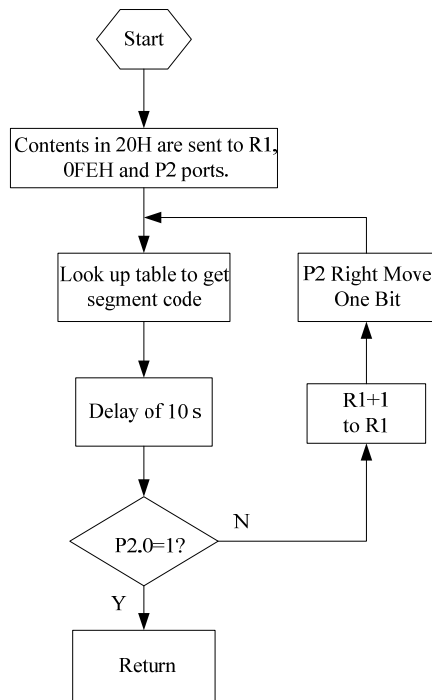 Start
Contents in 20H are sent to R1,
0FEH and P2 ports.
Look up table to get
segment code
P2 Right Move
One Bit
Delay of 10 s
R1+1
to R1
P2.0=1?
N
Y
Return